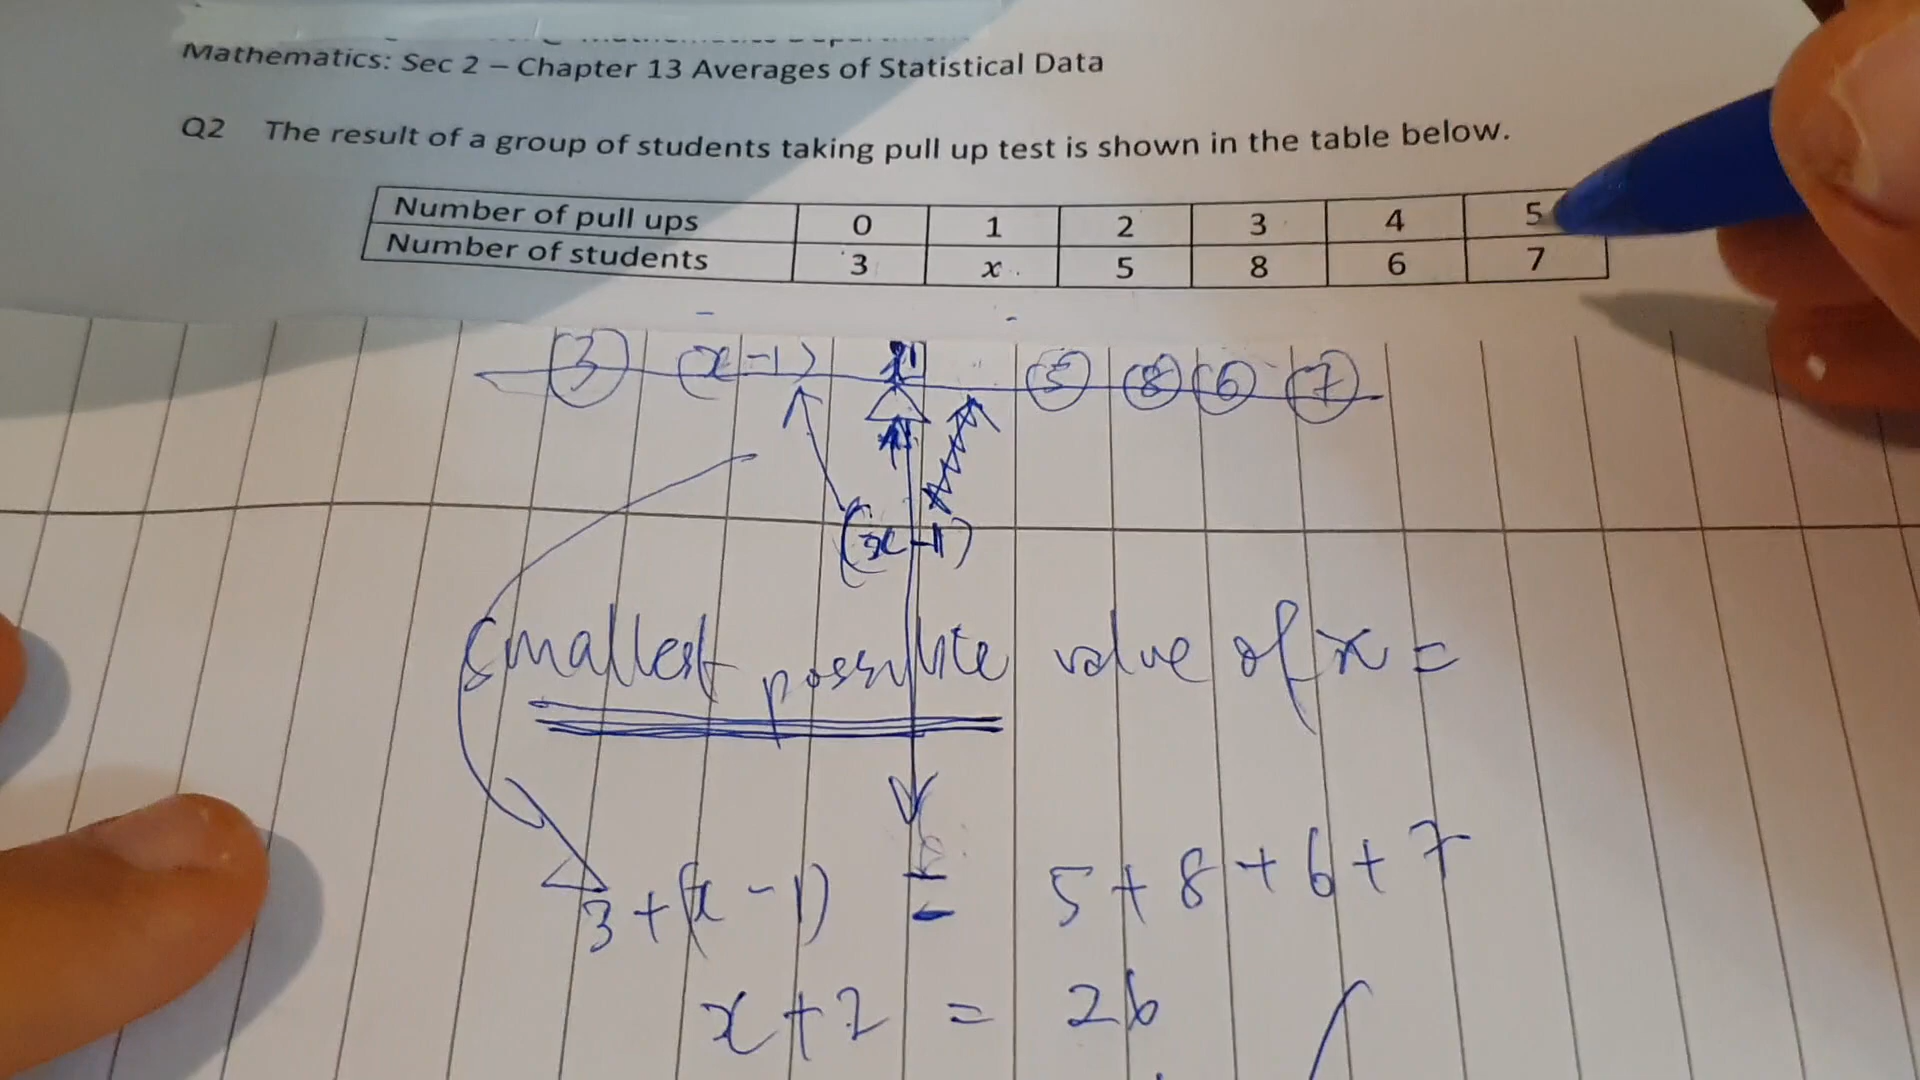 Mathematics: Sec 2 – Chapter 13 Averages of Statistical Data
Q2 The result of a group of students taking pull up test is shown in the table below.
Number of pull ups 0 1 2 3 4 5
Number of students 3 x 5 8 6 7
3 (x-1) 5 8 6 7
(x-1)
smallest possible value of x =
3 + (x - 1) = 5 + 8 + 6 + 7
x + 2 = 26